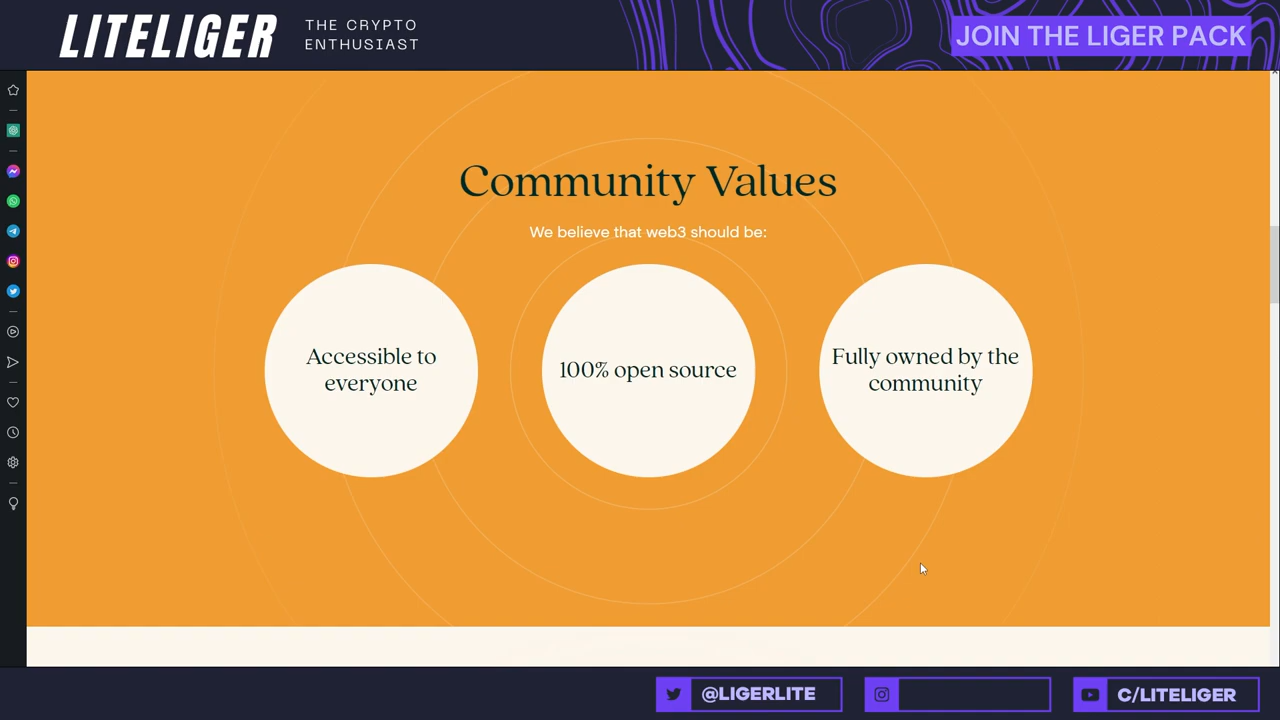 LITELIGER
THE CRYPTO
ENTHUSIAST
JOIN THE LIGER PACK
Community Values
We believe that web3 should be:
Accessible to
everyone
100% open source
Fully owned by the
community
@LIGERLITE
C/LITELIGER